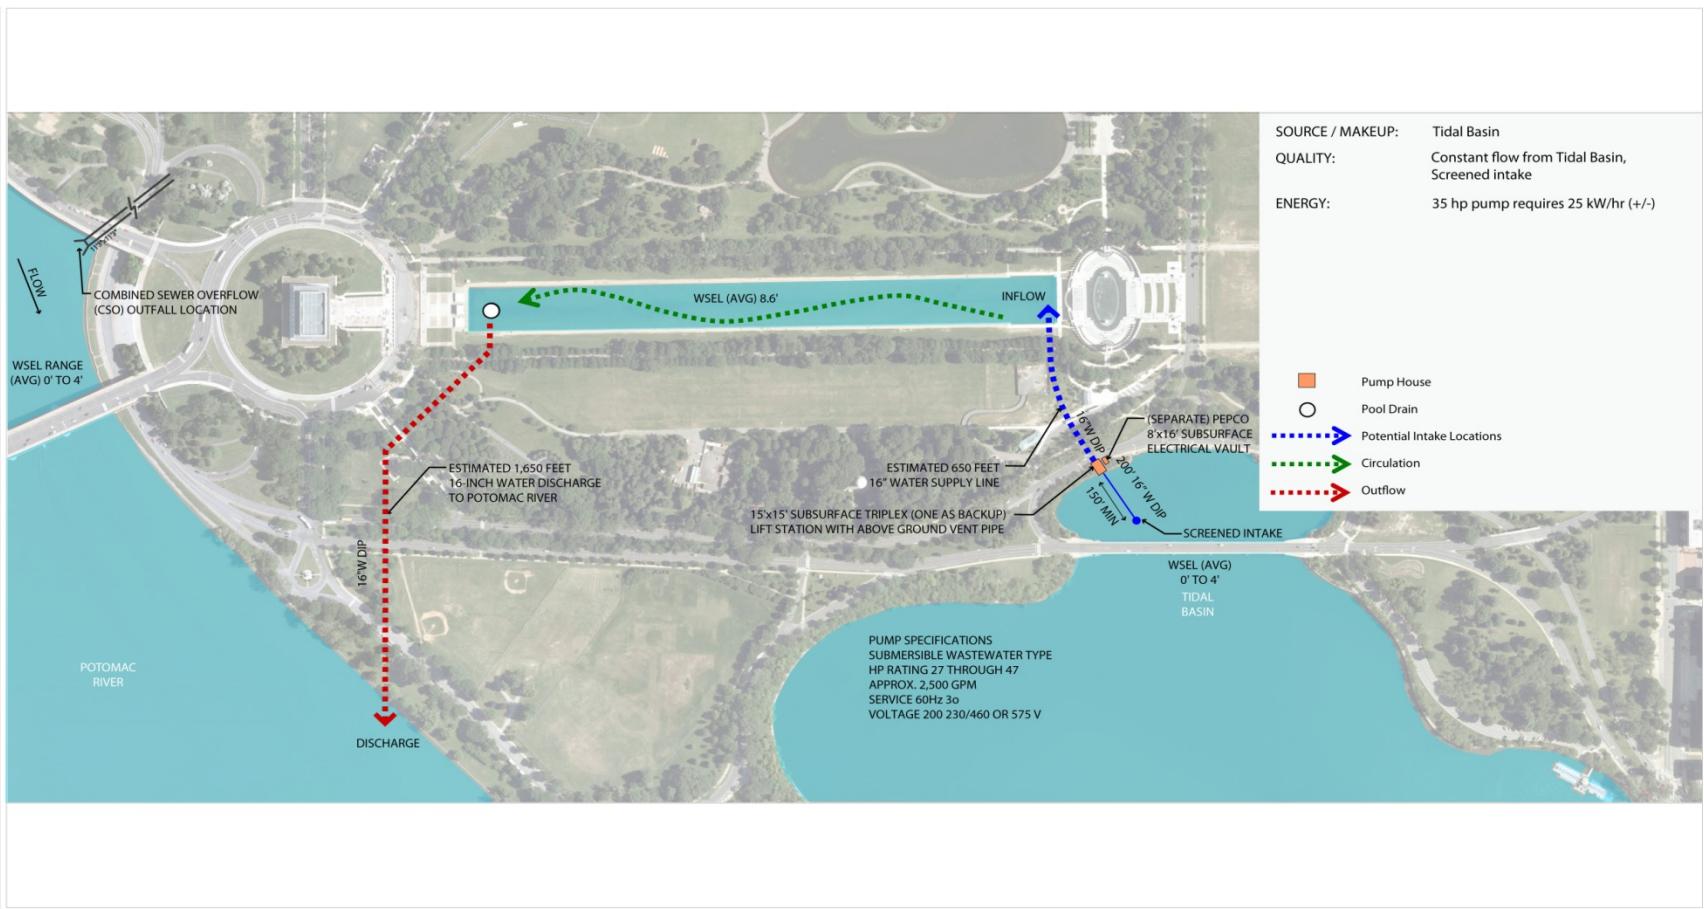 SOURCE / MAKEUP: Tidal Basin
QUALITY: Constant flow from Tidal Basin,
Screened intake
ENERGY: 35 hp pump requires 25 kW/hr (+/-)
Pump House
Pool Drain
Potential Intake Locations
Circulation
Outflow
FLOW
COMBINED SEWER OVERFLOW
(CSO) OUTFALL LOCATION
WSEL RANGE
(AVG) 0' TO 4'
WSEL (AVG) 8.6'
INFLOW
(SEPARATE) PEPCO
8'x16' SUBSURFACE
ELECTRICAL VAULT
16"W DIP
200' 16" W DIP
150' MIN
ESTIMATED 650 FEET
16" WATER SUPPLY LINE
15'x15' SUBSURFACE TRIPLEX (ONE AS BACKUP)
LIFT STATION WITH ABOVE GROUND VENT PIPE
SCREENED INTAKE
ESTIMATED 1,650 FEET
16-INCH WATER DISCHARGE
TO POTOMAC RIVER
16"W DIP
WSEL (AVG)
0' TO 4'
TIDAL
BASIN
PUMP SPECIFICATIONS
SUBMERSIBLE WASTEWATER TYPE
HP RATING 27 THROUGH 47
APPROX. 2,500 GPM
SERVICE 60Hz 3o
VOLTAGE 200 230/460 OR 575 V
POTOMAC
RIVER
DISCHARGE